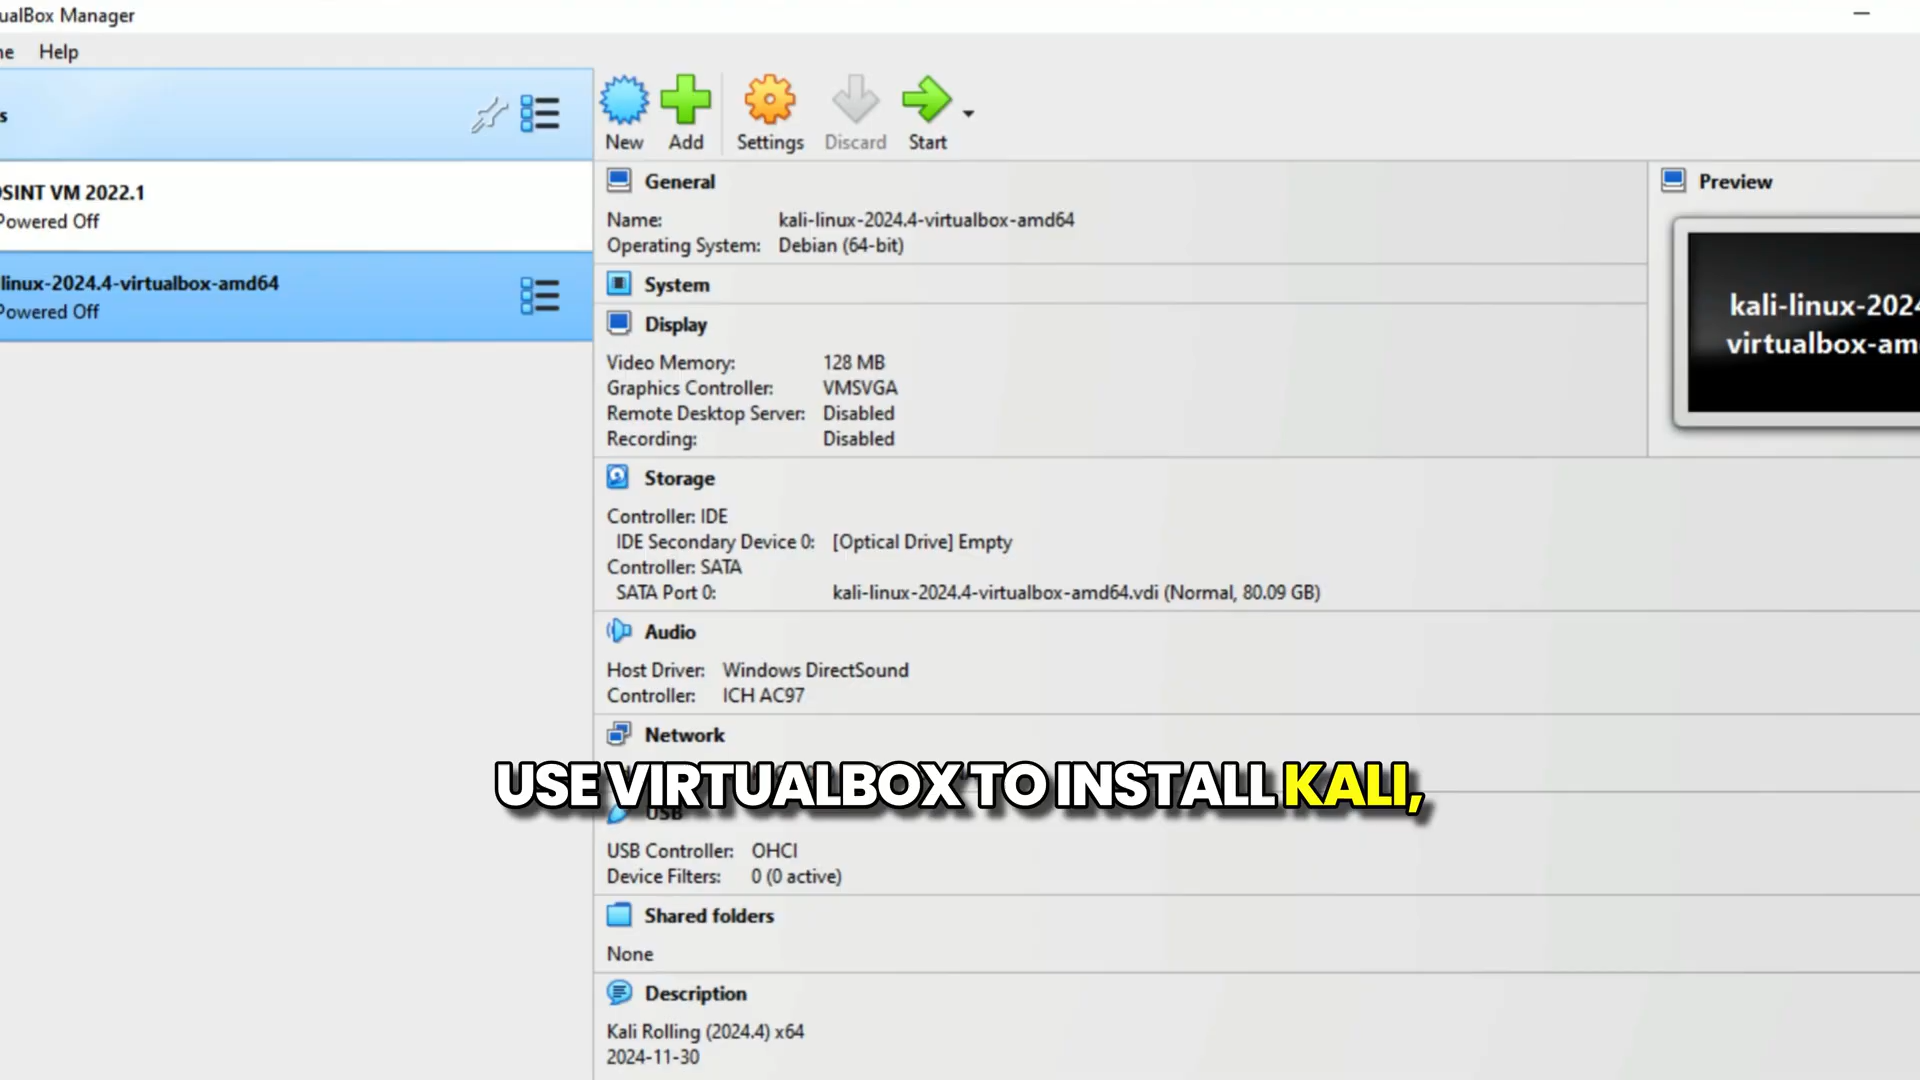 ualBox Manager
ne Help
s
New Add Settings Discard Start
OSINT VM 2022.1
Powered Off
linux-2024.4-virtualbox-amd64
Powered Off
General
Name: kali-linux-2024.4-virtualbox-amd64
Operating System: Debian (64-bit)
System
Display
Video Memory: 128 MB
Graphics Controller: VMSVGA
Remote Desktop Server: Disabled
Recording: Disabled
Preview
kali-linux-2024
virtualbox-am
Storage
Controller: IDE
IDE Secondary Device 0: [Optical Drive] Empty
Controller: SATA
SATA Port 0: kali-linux-2024.4-virtualbox-amd64.vdi (Normal, 80.09 GB)
Audio
Host Driver: Windows DirectSound
Controller: ICH AC97
Network
USE VIRTUALBOX TO INSTALL KALI,
USB
USB Controller: OHCI
Device Filters: 0 (0 active)
Shared folders
None
Description
Kali Rolling (2024.4) x64
2024-11-30